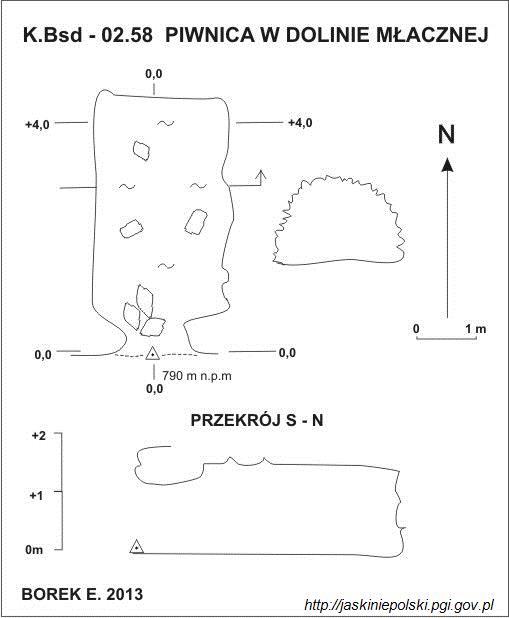 K.Bsd - 02.58 PIWNICA W DOLINIE MŁACZNEJ
0,0
+4,0
+4,0
N
0
1 m
0,0
0,0
790 m n.p.m
0,0
PRZEKRÓJ S - N
+2
+1
0m
BOREK E. 2013
http://jaskiniepolski.pgi.gov.pl